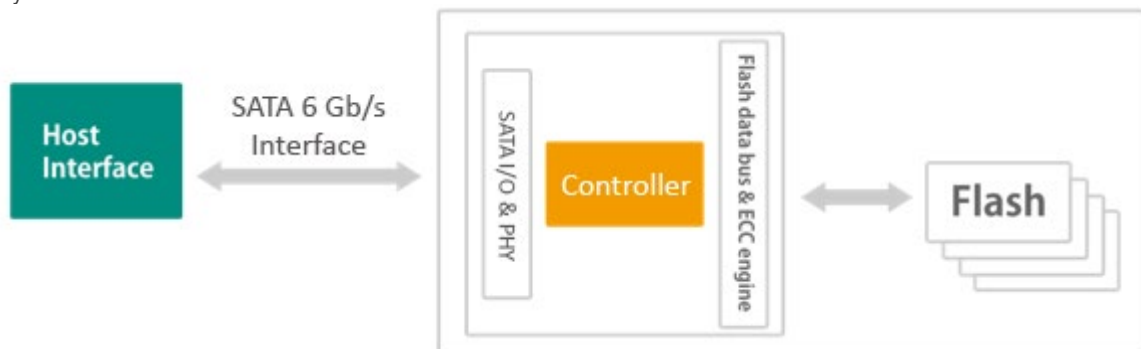 Host
Interface
SATA 6 Gb/s
Interface
SATA I/O & PHY
Controller
Flash data bus & ECC engine
Flash